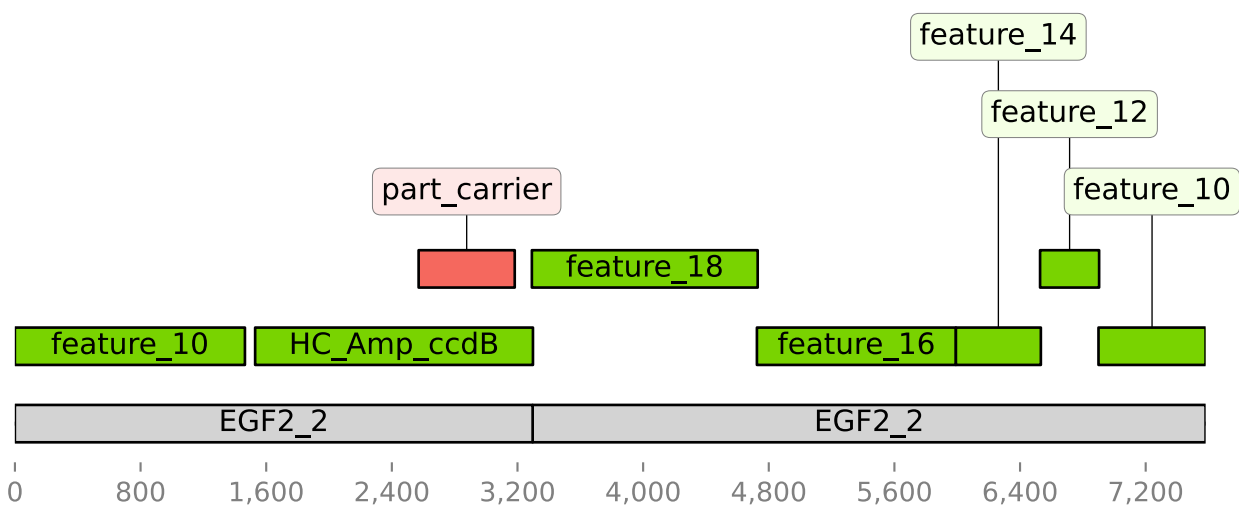 feature_14
feature_12
part_carrier
feature_10
feature_18
feature_10
HC_Amp_ccdB
feature_16
EGF2_2
EGF2_2
0
800
1,600
2,400
3,200
4,000
4,800
5,600
6,400
7,200